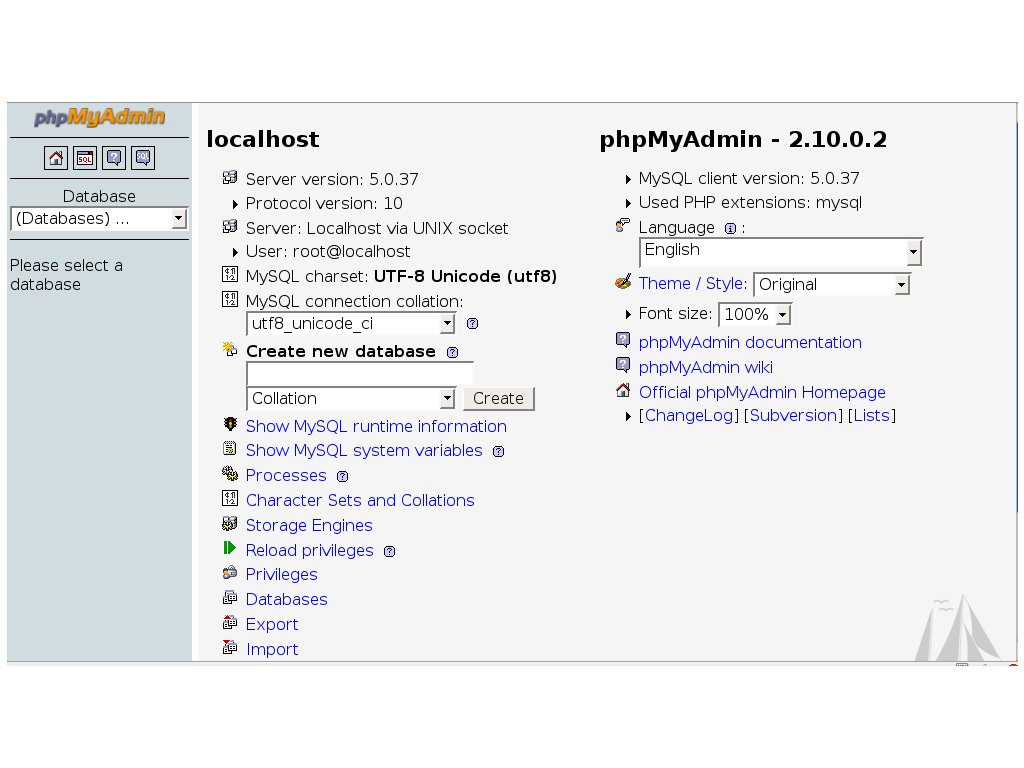 phpMyAdmin
SQL
Database
(Databases) ...
Please select a
database
localhost
Server version: 5.0.37
Protocol version: 10
Server: Localhost via UNIX socket
User: root@localhost
MySQL charset: UTF-8 Unicode (utf8)
MySQL connection collation:
utf8_unicode_ci
Create new database
Collation
Create
Show MySQL runtime information
Show MySQL system variables
Processes
Character Sets and Collations
Storage Engines
Reload privileges
Privileges
Databases
Export
Import
phpMyAdmin - 2.10.0.2
MySQL client version: 5.0.37
Used PHP extensions: mysql
Language :
English
Theme / Style: Original
Font size: 100%
phpMyAdmin documentation
phpMyAdmin wiki
Official phpMyAdmin Homepage
[ChangeLog] [Subversion] [Lists]